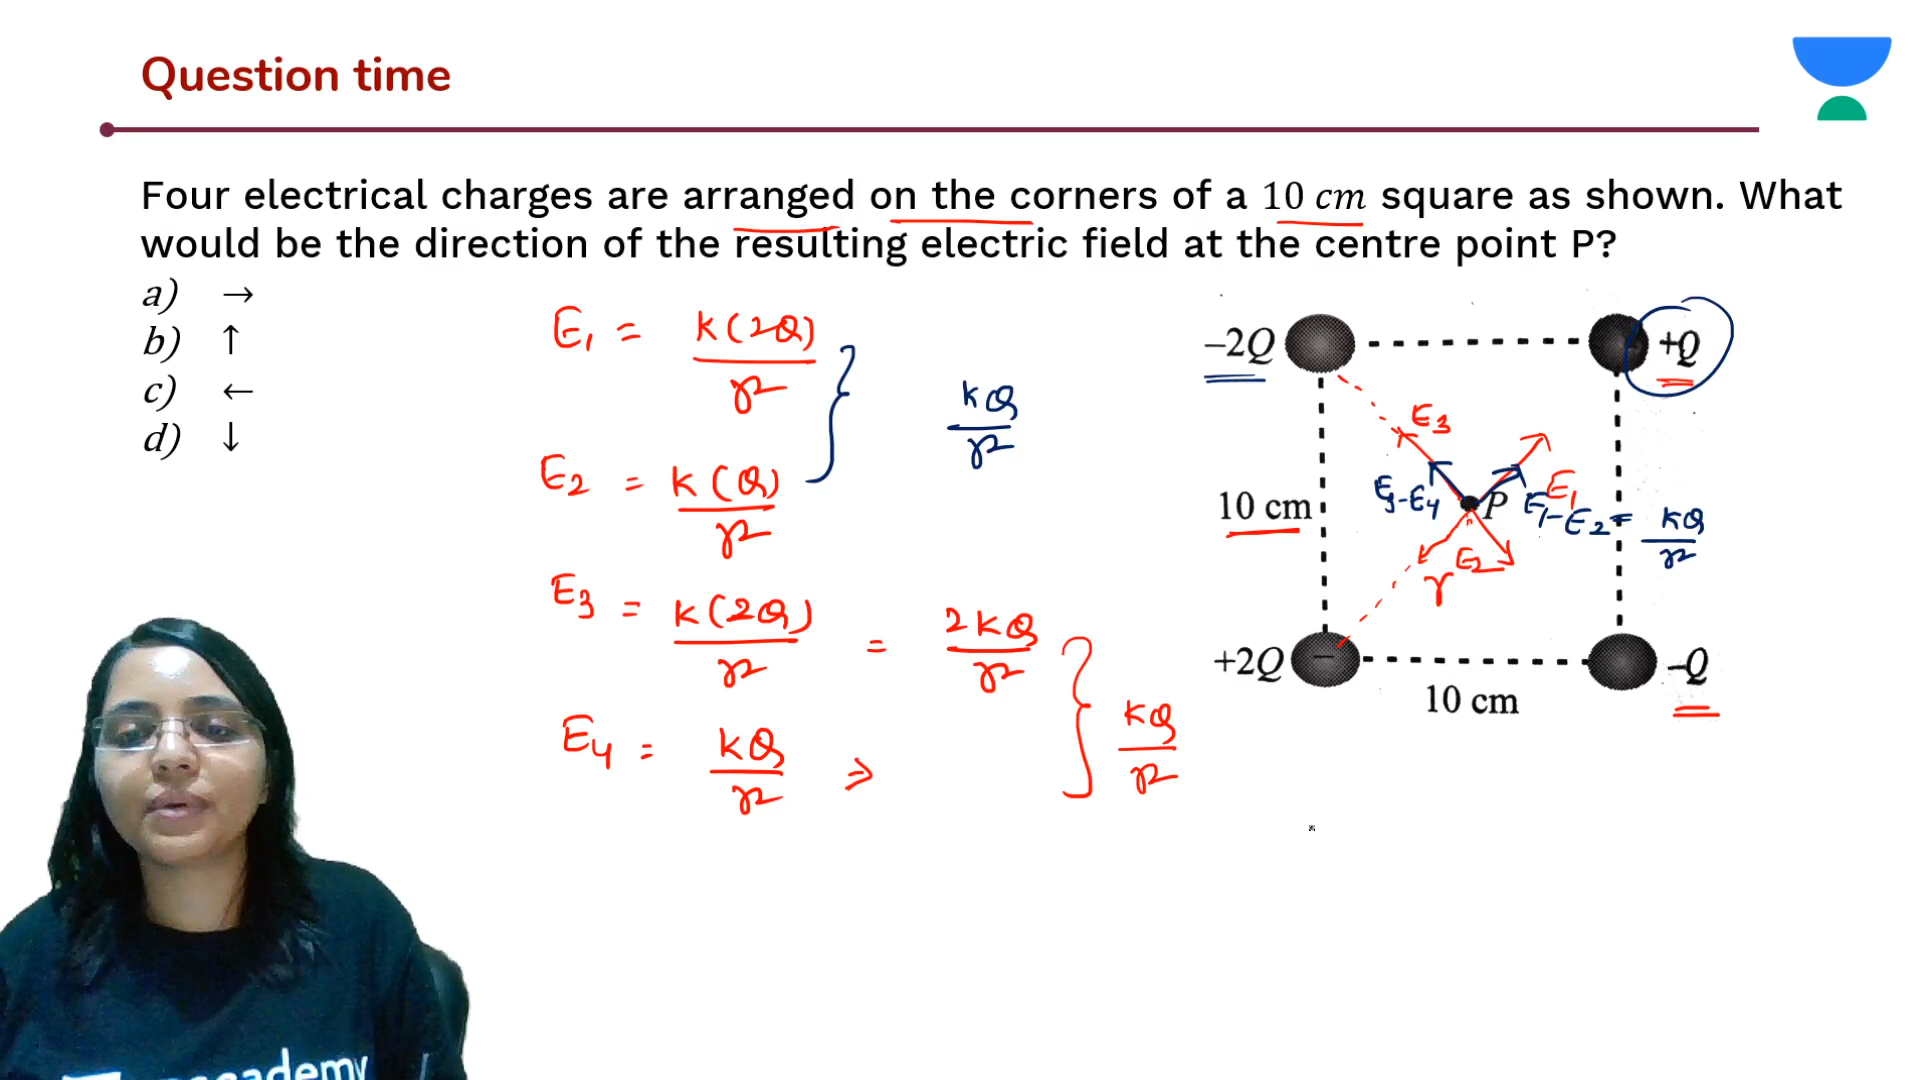 Question time
Four electrical charges are arranged on the corners of a 10 cm square as shown. What
would be the direction of the resulting electric field at the centre point P?
a) →
b) ↑
c) ←
d) ↓
E₁ = k(2Q)/r²
E₂ = k(Q)/r²
} kQ/r²
E₃ = k(2Q)/r² = 2kQ/r²
E₄ = kQ/r² ⇒
} kQ/r²
−2Q
+Q
E₃
E₃-E₄
P
E₁
E₁-E₂ = kQ/r²
E₂
r
10 cm
+2Q
−Q
10 cm